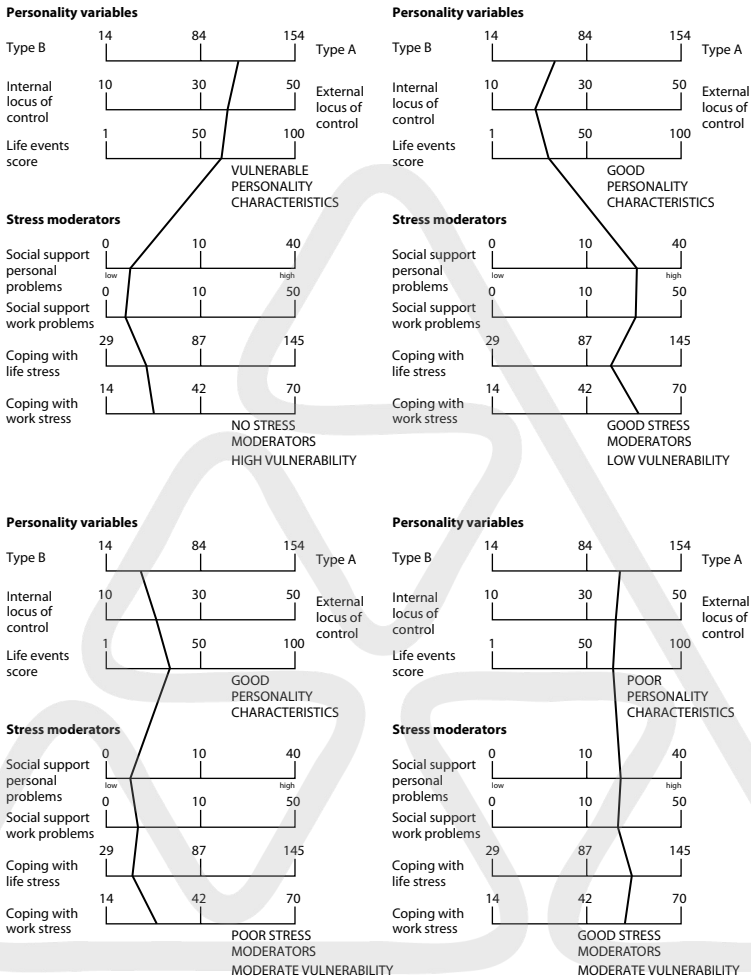 Personality variables
14 84 154
Type B Type A
Internal locus of control 10 30 50 External locus of control
Life events score 1 50 100
VULNERABLE
PERSONALITY
CHARACTERISTICS
Stress moderators
0 10 40
Social support
personal
problems
low high
0 10 50
Social support
work problems
29 87 145
Coping with
life stress
14 42 70
Coping with
work stress
NO STRESS
MODERATORS
HIGH VULNERABILITY
Personality variables
14 84 154
Type B Type A
Internal locus of control 10 30 50 External locus of control
Life events score 1 50 100
GOOD
PERSONALITY
CHARACTERISTICS
Stress moderators
0 10 40
Social support
personal
problems
low high
0 10 50
Social support
work problems
29 87 145
Coping with
life stress
14 42 70
Coping with
work stress
GOOD STRESS
MODERATORS
LOW VULNERABILITY
Personality variables
14 84 154
Type B Type A
Internal locus of control 10 30 50 External locus of control
Life events score 1 50 100
GOOD
PERSONALITY
CHARACTERISTICS
Stress moderators
0 10 40
Social support
personal
problems
low high
0 10 50
Social support
work problems
29 87 145
Coping with
life stress
14 42 70
Coping with
work stress
POOR STRESS
MODERATORS
MODERATE VULNERABILITY
Personality variables
14 84 154
Type B Type A
Internal locus of control 10 30 50 External locus of control
Life events score 1 50 100
POOR
PERSONALITY
CHARACTERISTICS
Stress moderators
0 10 40
Social support
personal
problems
low high
0 10 50
Social support
work problems
29 87 145
Coping with
life stress
14 42 70
Coping with
work stress
GOOD STRESS
MODERATORS
MODERATE VULNERABILITY